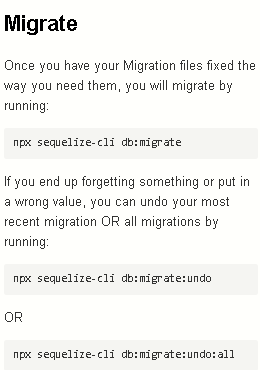 Migrate
Once you have your Migration files fixed the
way you need them, you will migrate by
running:
npx sequelize-cli db:migrate
If you end up forgetting something or put in
a wrong value, you can undo your most
recent migration OR all migrations by
running:
npx sequelize-cli db:migrate:undo
OR
npx sequelize-cli db:migrate:undo:all